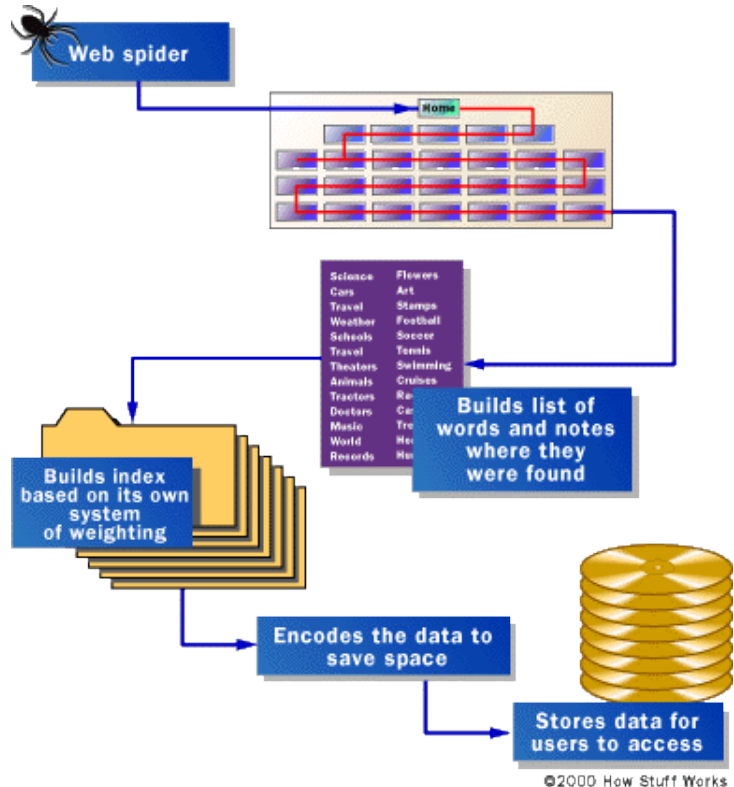 Web spider
Home
Science Flowers
Cars Art
Travel Stamps
Weather Football
Schools Soccer
Travel Tennis
Theaters Swimming
Animals Cruises
Tractors
Doctors
Music
World
Records
Builds list of
words and notes
where they
were found
Builds index
based on its own
system
of weighting
Encodes the data to
save space
Stores data for
users to access
©2000 How Stuff Works